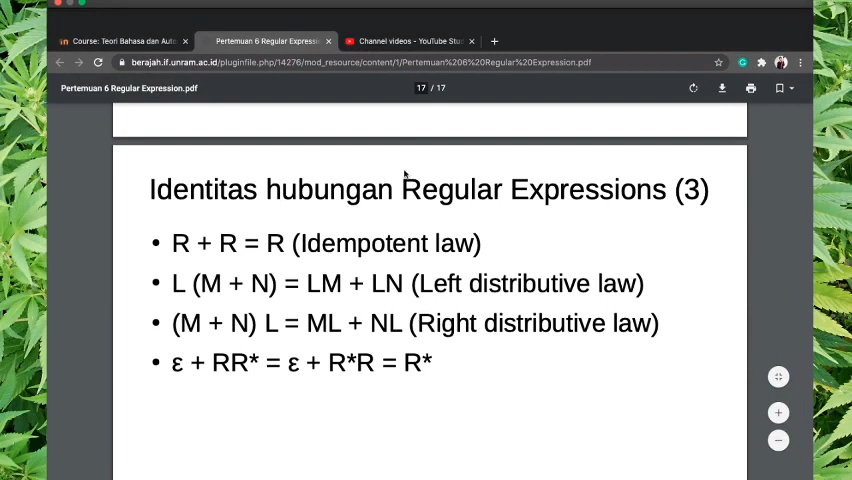 Course: Teori Bahasa dan Auto
Pertemuan 6 Regular Expressio
Channel videos - YouTube Stud
berajah.if.unram.ac.id/pluginfile.php/14276/mod_resource/content/1/Pertemuan%206%20Regular%20Expression.pdf
Pertemuan 6 Regular Expression.pdf
17 / 17
Identitas hubungan Regular Expressions (3)
• R + R = R (Idempotent law)
• L (M + N) = LM + LN (Left distributive law)
• (M + N) L = ML + NL (Right distributive law)
• ε + RR* = ε + R*R = R*